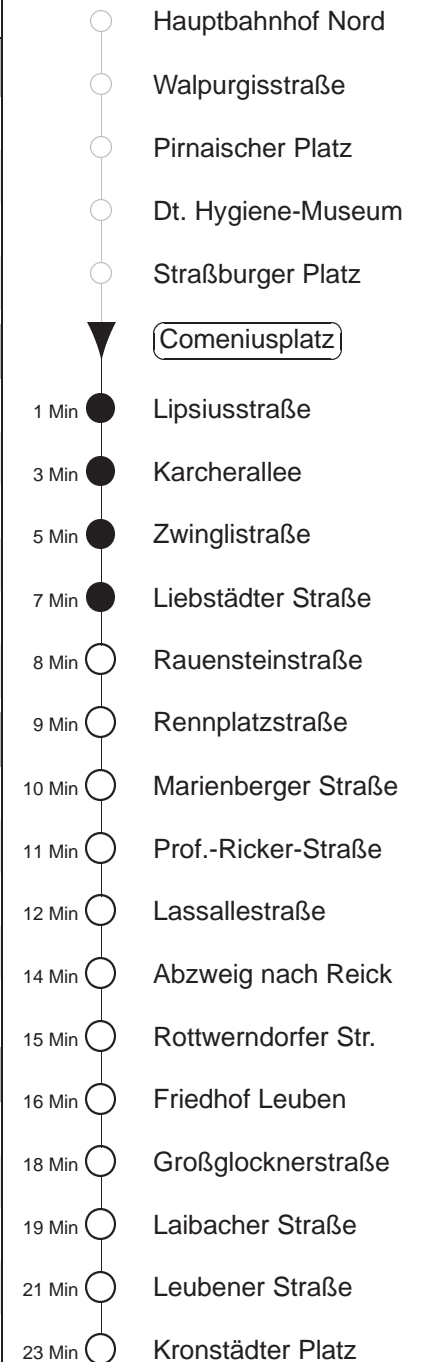 Hauptbahnhof Nord
Walpurgisstraße
Pirnaischer Platz
Dt. Hygiene-Museum
Straßburger Platz
Comeniusplatz
1 Min Lipsiusstraße
3 Min Karcherallee
5 Min Zwinglistraße
7 Min Liebstädter Straße
8 Min Rauensteinstraße
9 Min Rennplatzstraße
10 Min Marienberger Straße
11 Min Prof.-Ricker-Straße
12 Min Lassallestraße
14 Min Abzweig nach Reick
15 Min Rottwerndorfer Str.
16 Min Friedhof Leuben
18 Min Großglocknerstraße
19 Min Laibacher Straße
21 Min Leubener Straße
23 Min Kronstädter Platz